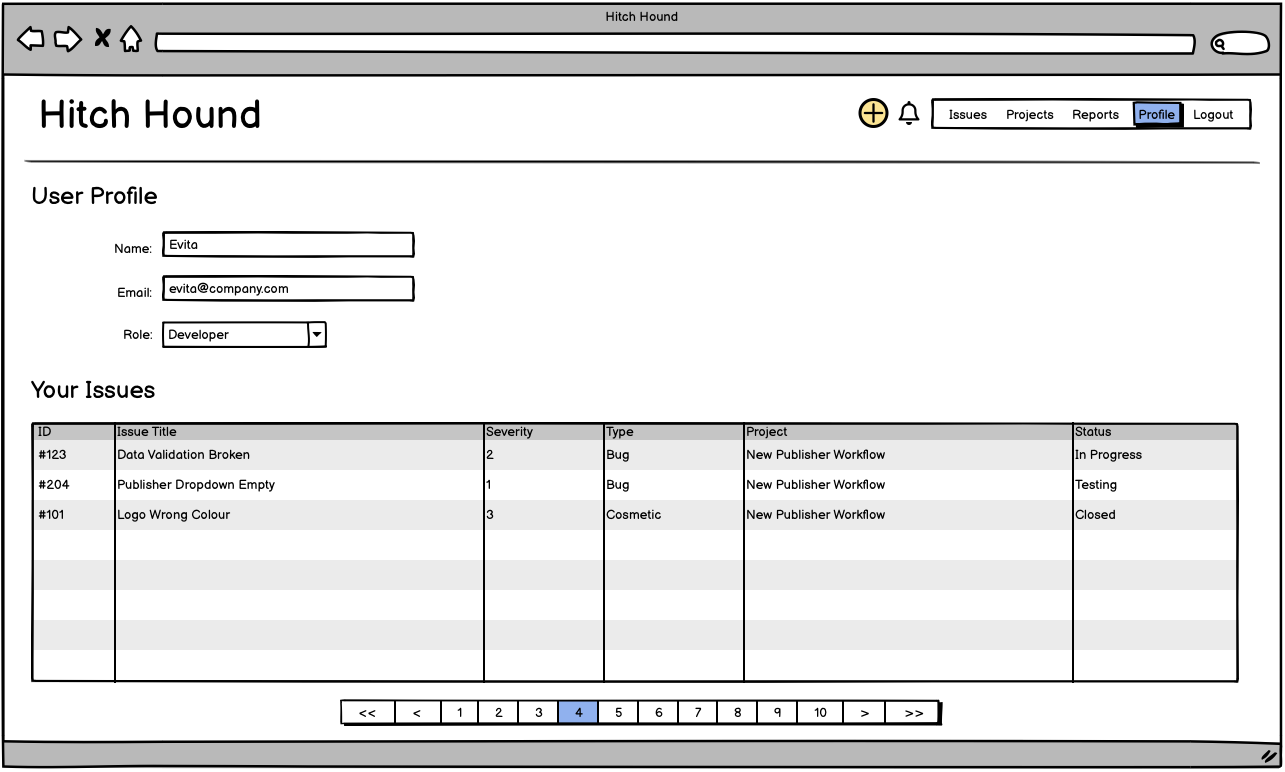 Hitch Hound
Hitch Hound
Issues Projects Reports Profile Logout
User Profile
Name: Evita
Email: evita@company.com
Role: Developer
Your Issues
ID Issue Title Severity Type Project Status
#123 Data Validation Broken 2 Bug New Publisher Workflow In Progress
#204 Publisher Dropdown Empty 1 Bug New Publisher Workflow Testing
#101 Logo Wrong Colour 3 Cosmetic New Publisher Workflow Closed
<< < 1 2 3 4 5 6 7 8 9 10 > >>